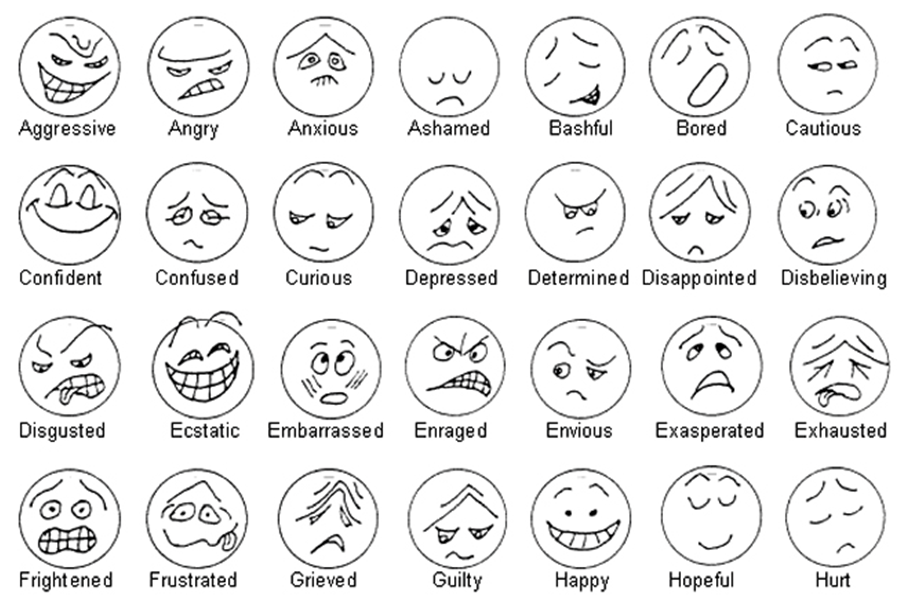 Aggressive Angry Anxious Ashamed Bashful Bored Cautious
Confident Confused Curious Depressed Determined Disappointed Disbelieving
Disgusted Ecstatic Embarrassed Enraged Envious Exasperated Exhausted
Frightened Frustrated Grieved Guilty Happy Hopeful Hurt